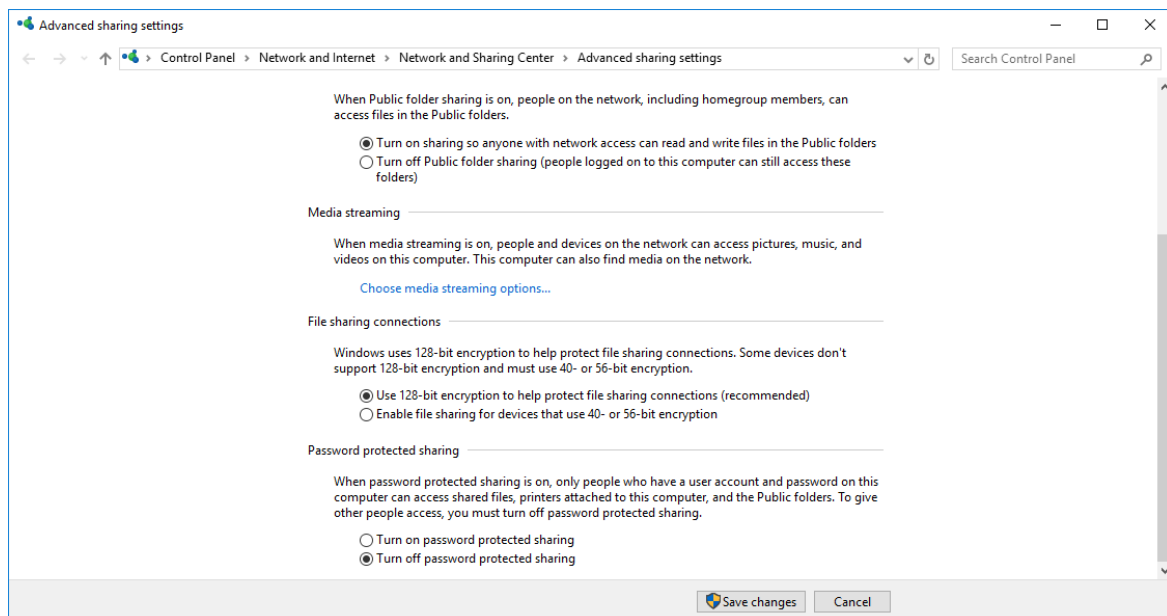 Advanced sharing settings
Control Panel > Network and Internet > Network and Sharing Center > Advanced sharing settings
Search Control Panel
When Public folder sharing is on, people on the network, including homegroup members, can
access files in the Public folders.
Turn on sharing so anyone with network access can read and write files in the Public folders
Turn off Public folder sharing (people logged on to this computer can still access these
folders)
Media streaming
When media streaming is on, people and devices on the network can access pictures, music, and
videos on this computer. This computer can also find media on the network.
Choose media streaming options...
File sharing connections
Windows uses 128-bit encryption to help protect file sharing connections. Some devices don't
support 128-bit encryption and must use 40- or 56-bit encryption.
Use 128-bit encryption to help protect file sharing connections (recommended)
Enable file sharing for devices that use 40- or 56-bit encryption
Password protected sharing
When password protected sharing is on, only people who have a user account and password on this
computer can access shared files, printers attached to this computer, and the Public folders. To give
other people access, you must turn off password protected sharing.
Turn on password protected sharing
Turn off password protected sharing
Save changes
Cancel